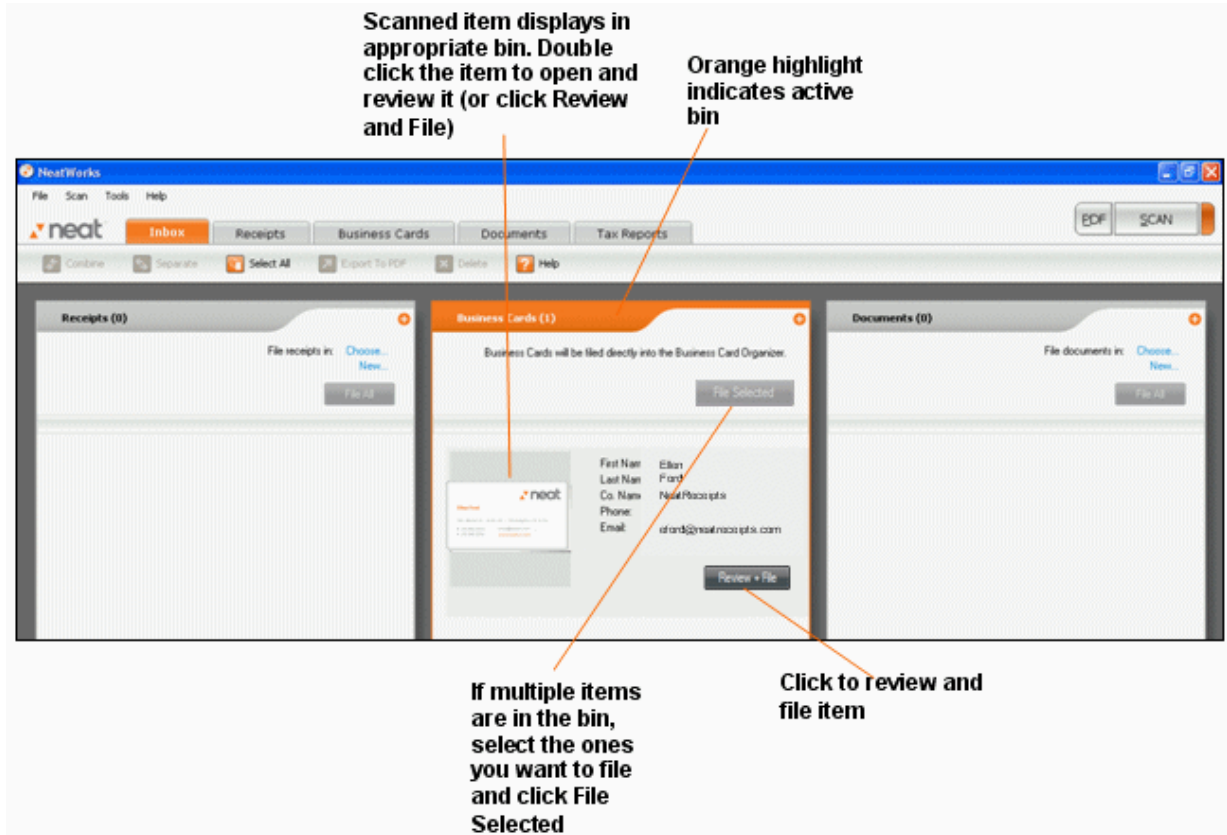 Scanned item displays in
appropriate bin. Double
click the item to open and
review it (or click Review
and File)
Orange highlight
indicates active
bin
NeatWorks
File Scan Tools Help
neat Inbox Receipts Business Cards Documents Tax Reports
PDF SCAN
Combine Separate Select All Export To PDF Delete Help
Receipts (0)
File receipts in: Choose...
New...
File All
Business Cards (1)
Business Cards will be filed directly into the Business Card Organizer.
File Selected
neat
First Nam
Last Nam Ford
Co. Name NeatReceipts
Phone:
Email: eford@neatreceipts.com
Review + File
Documents (0)
File documents in: Choose...
New...
File All
If multiple items
are in the bin,
select the ones
you want to file
and click File
Selected
Click to review and
file item